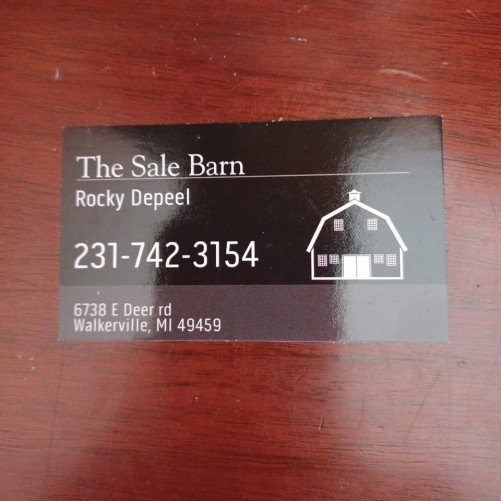 The Sale Barn
Rocky Depeel
231-742-3154
6738 E Deer rd
Walkerville, MI 49459